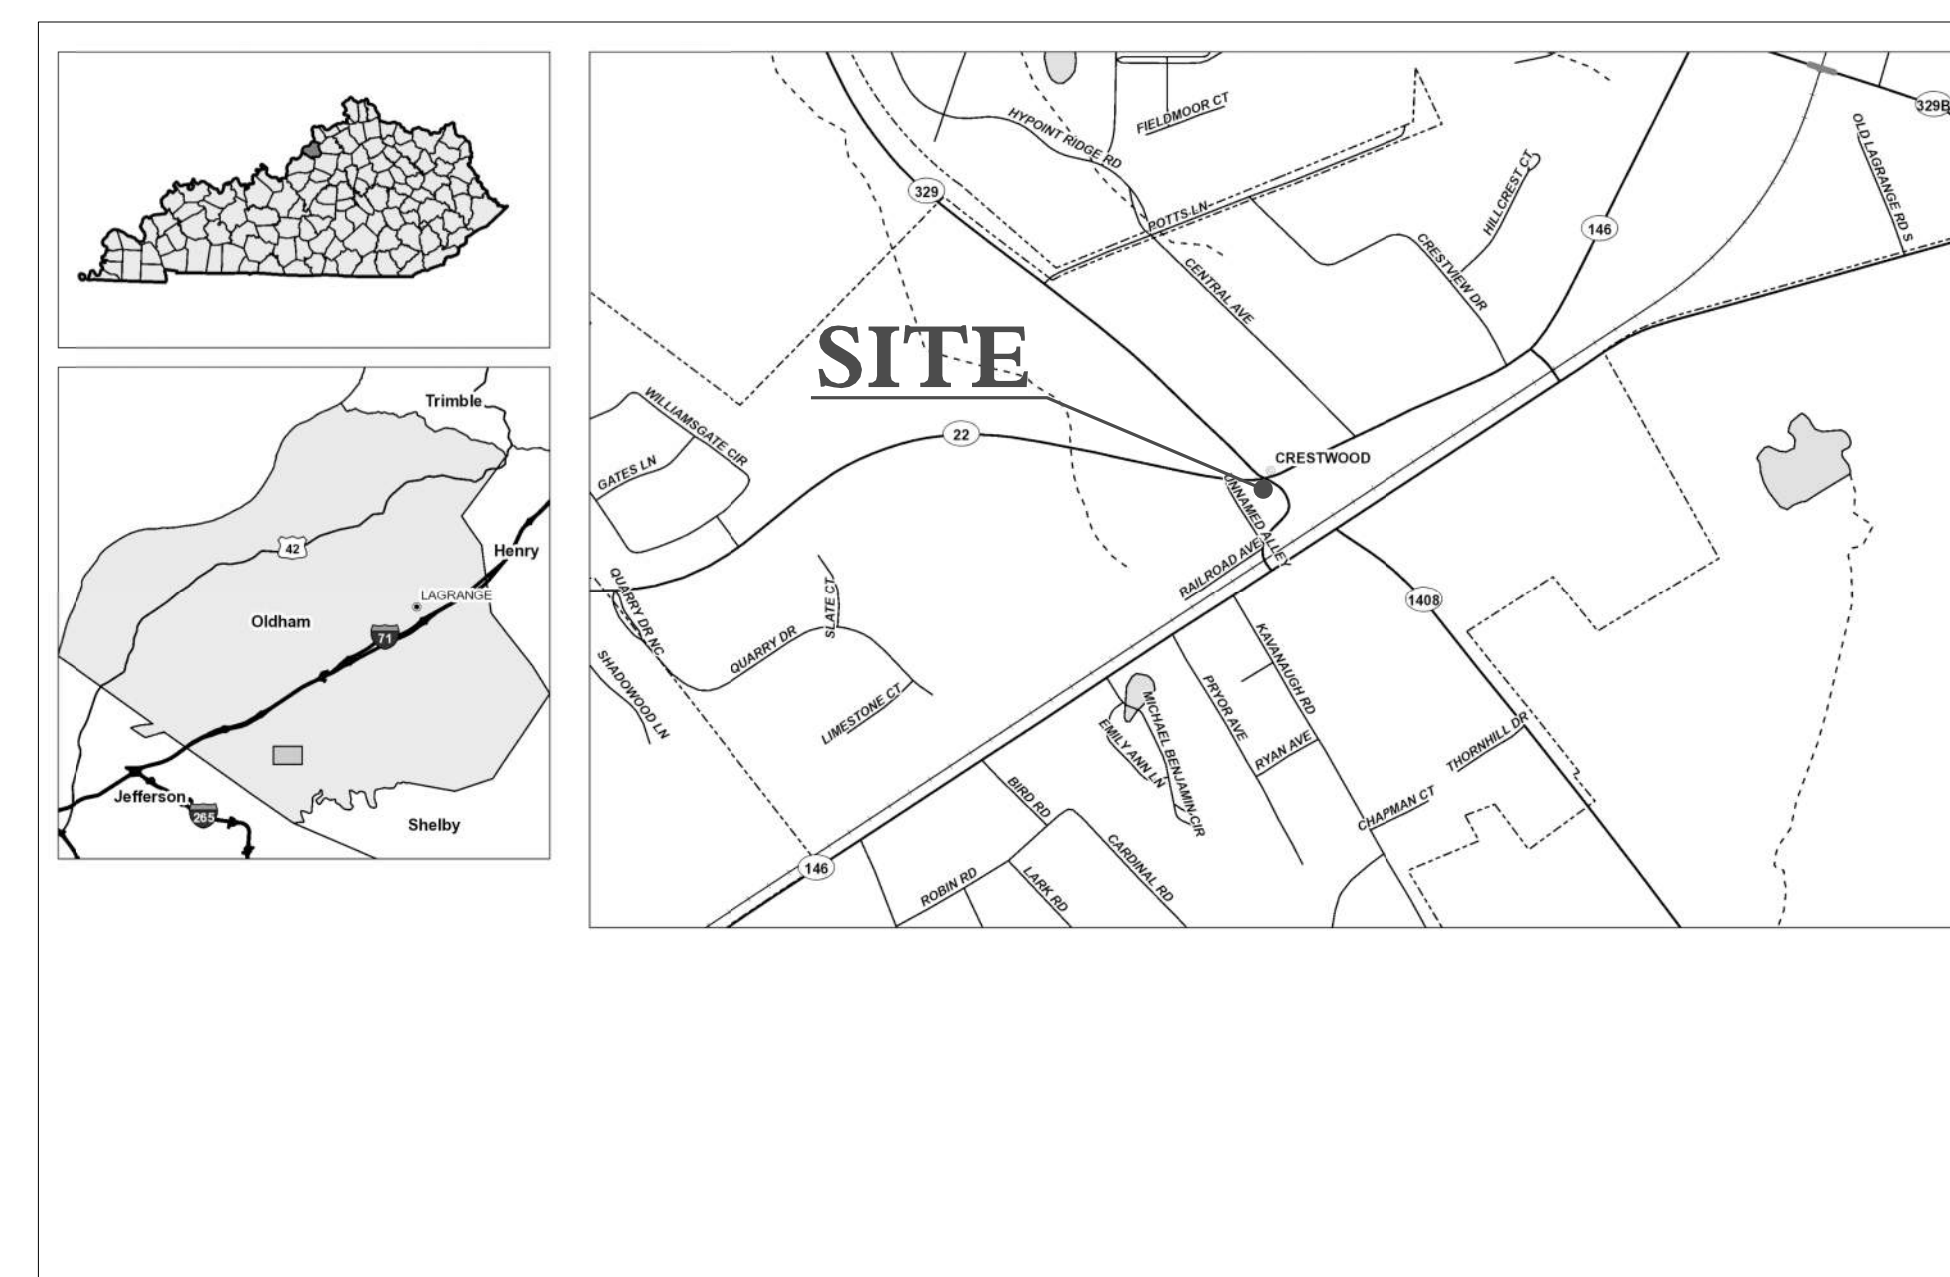 Trimble
42
Henry
LAGRANGE
Oldham
71
Jefferson
265
Shelby
329B
FIELDMOOR CT
HYPOINT RIDGE RD
OLD LAGRANGE RD S
329
HILLCREST CT
POTTS LN
146
CRESTVIEW DR
CENTRAL AVE
SITE
WILLIAMSGATE CIR
22
GATES LN
CRESTWOOD
UNNAMED ALLEY
RAILROAD AVE
QUARRY DR NC
SLATE CT
1408
QUARRY DR
KAVANAUGH RD
SHADOWOOD LN
LIMESTONE CT
PRYOR AVE
MICHAEL BENJAMIN CIR
EMILY ANN LN
RYAN AVE
THORNHILL DR
BIRD RD
CHAPMAN CT
CARDINAL RD
146
ROBIN RD
LARK RD